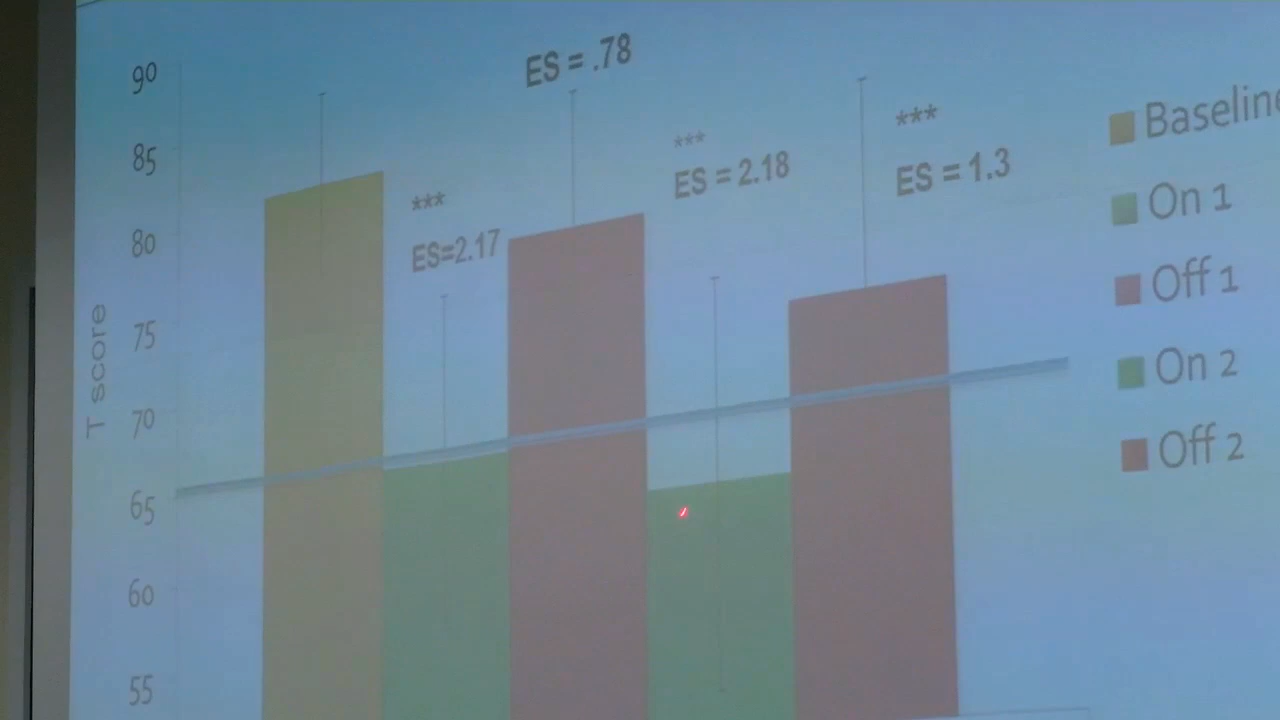 90
85
80
75
70
65
60
55
T score
***
ES=2.17
ES = .78
***
ES = 2.18
***
ES = 1.3
Baseline
On 1
Off 1
On 2
Off 2